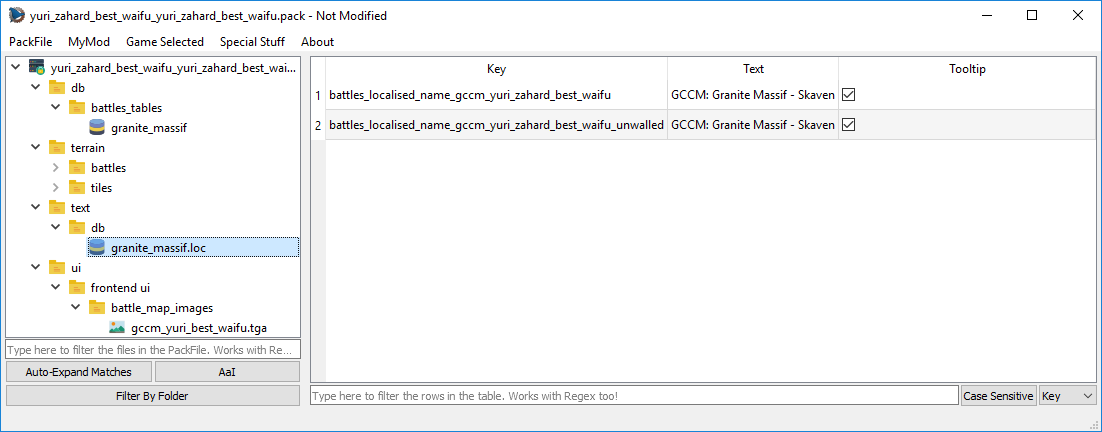 yuri_zahard_best_waifu_yuri_zahard_best_waifu.pack - Not Modified
PackFile MyMod Game Selected Special Stuff About
yuri_zahard_best_waifu_yuri_zahard_best_wai...
db
battles_tables
granite_massif
terrain
battles
tiles
text
db
granite_massif.loc
ui
frontend ui
battle_map_images
gccm_yuri_best_waifu.tga
Type here to filter the files in the PackFile. Works with Re...
Auto-Expand Matches AaI
Filter By Folder
Key Text Tooltip
1 battles_localised_name_gccm_yuri_zahard_best_waifu GCCM: Granite Massif - Skaven
2 battles_localised_name_gccm_yuri_zahard_best_waifu_unwalled GCCM: Granite Massif - Skaven
Type here to filter the rows in the table. Works with Regex too! Case Sensitive Key